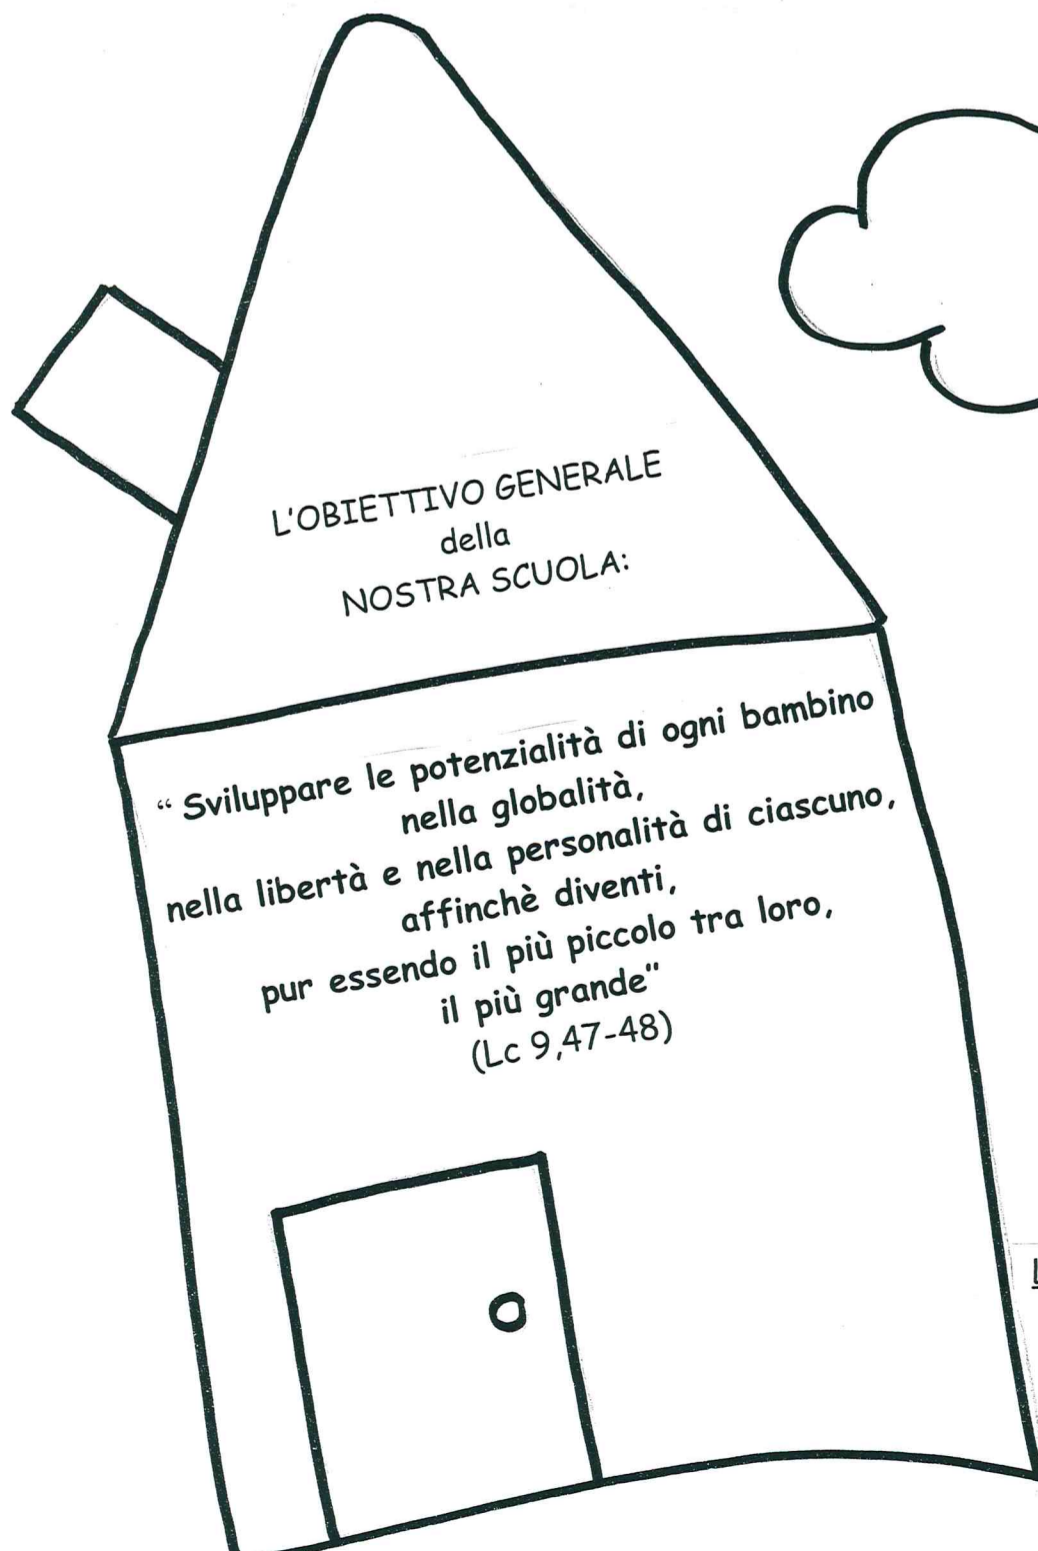 L'OBIETTIVO GENERALE
della
NOSTRA SCUOLA:
“ Sviluppare le potenzialità di ogni bambino
nella globalità,
nella libertà e nella personalità di ciascuno,
affinchè diventi,
pur essendo il più piccolo tra loro,
il più grande"
(Lc 9,47-48)